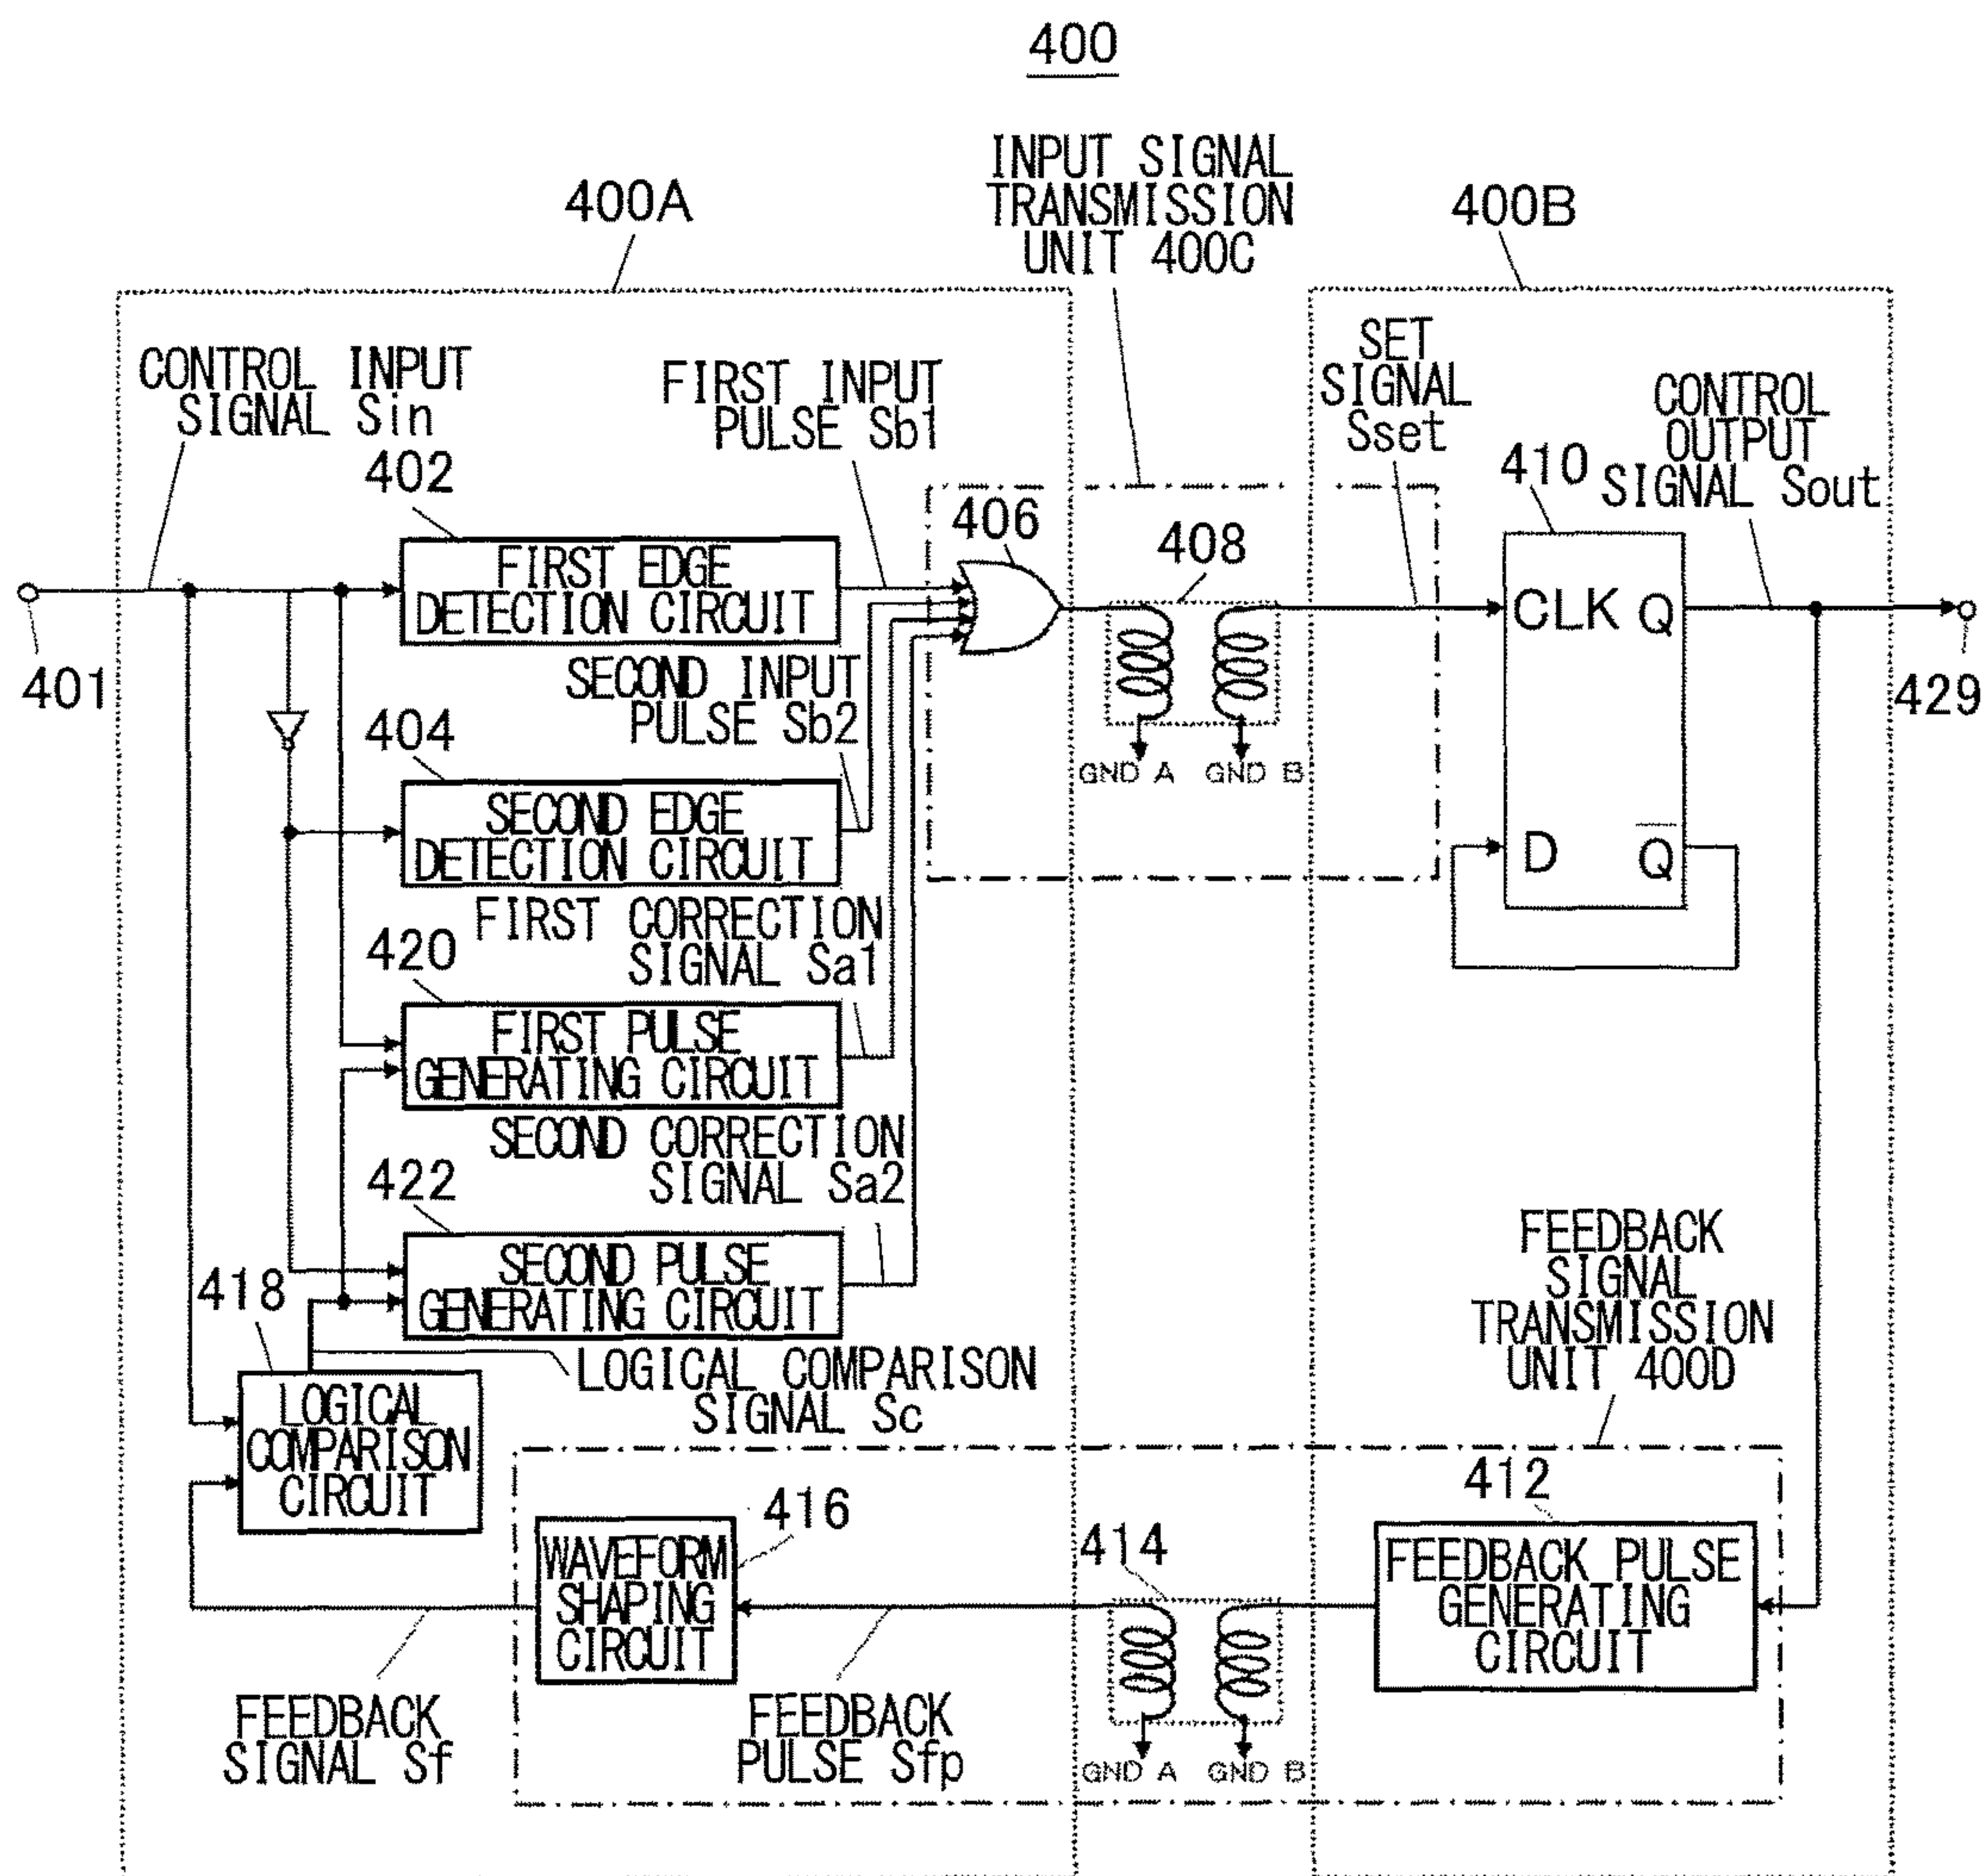 400
INPUT SIGNAL
TRANSMISSION
UNIT 400C
400A
400B
CONTROL INPUT
SIGNAL Sin
FIRST INPUT
PULSE Sb1
SET
SIGNAL
Sset
CONTROL
OUTPUT
SIGNAL Sout
402
406
408
410
FIRST EDGE
DETECTION CIRCUIT
CLK Q
401
429
SECOND INPUT
PULSE Sb2
404
GND A GND B
SECOND EDGE
DETECTION CIRCUIT
D Q
FIRST CORRECTION
SIGNAL Sa1
420
FIRST PULSE
GENERATING CIRCUIT
SECOND CORRECTION
SIGNAL Sa2
422
SECOND PULSE
GENERATING CIRCUIT
FEEDBACK
SIGNAL
TRANSMISSION
UNIT 400D
418
LOGICAL COMPARISON
SIGNAL Sc
LOGICAL
COMPARISON
CIRCUIT
416
414
412
WAVEFORM
SHAPING
CIRCUIT
FEEDBACK PULSE
GENERATING
CIRCUIT
FEEDBACK
SIGNAL Sf
FEEDBACK
PULSE Sfp
GND A GND B